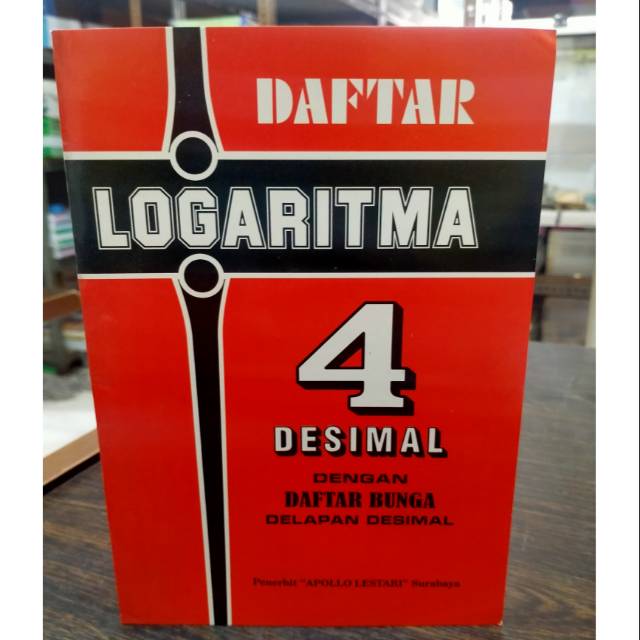 DAFTAR
LOGARITMA
4
DESIMAL
DENGAN
DAFTAR BUNGA
DELAPAN DESIMAL
Penerbit "APOLLO LESTARI" Surabaya